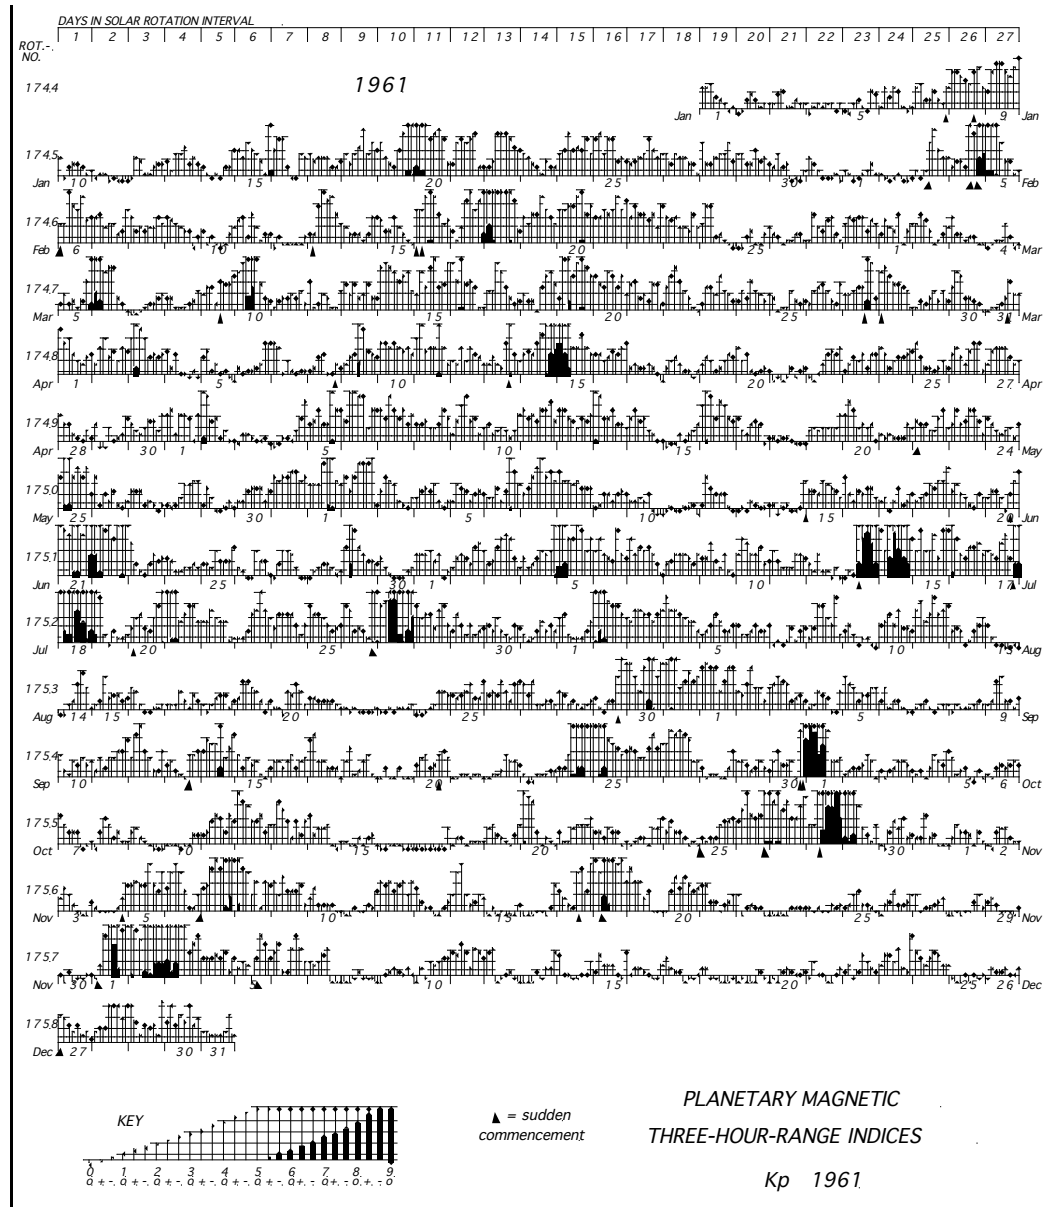 DAYS IN SOLAR ROTATION INTERVAL
1 2 3 4 5 6 7 8 9 10 11 12 13 14 15 16 17 18 19 20 21 22 23 24 25 26 27
ROT.-
NO.
1961
1744
Jan 1 5 9 Jan
1745
Jan 10 15 20 25 30 1 5 Feb
1746
Feb 6 10 15 20 25 1 4 Mar
1747
Mar 5 10 15 20 25 30 31 Mar
1748
Apr 1 5 10 15 20 25 27 Apr
1749
Apr 28 30 1 5 10 15 20 24 May
1750
May 25 30 1 5 10 15 20 Jun
1751
Jun 21 25 30 1 5 10 15 17 Jul
1752
Jul 18 20 25 30 1 5 10 13 Aug
1753
Aug 14 15 20 25 30 1 5 9 Sep
1754
Sep 10 15 20 25 30 1 5 6 Oct
1755
Oct 7 10 15 20 25 30 1 2 Nov
1756
Nov 3 5 10 15 20 25 29 Nov
1757
Nov 30 1 5 10 15 20 25 26 Dec
1758
Dec 27 30 31
KEY
0 1 2 3 4 5 6 7 8 9
o + - o + - o + - o + - o + - o + - o + - o + - o + - o
▲ = sudden
commencement
PLANETARY MAGNETIC
THREE-HOUR-RANGE INDICES
Kp 1961